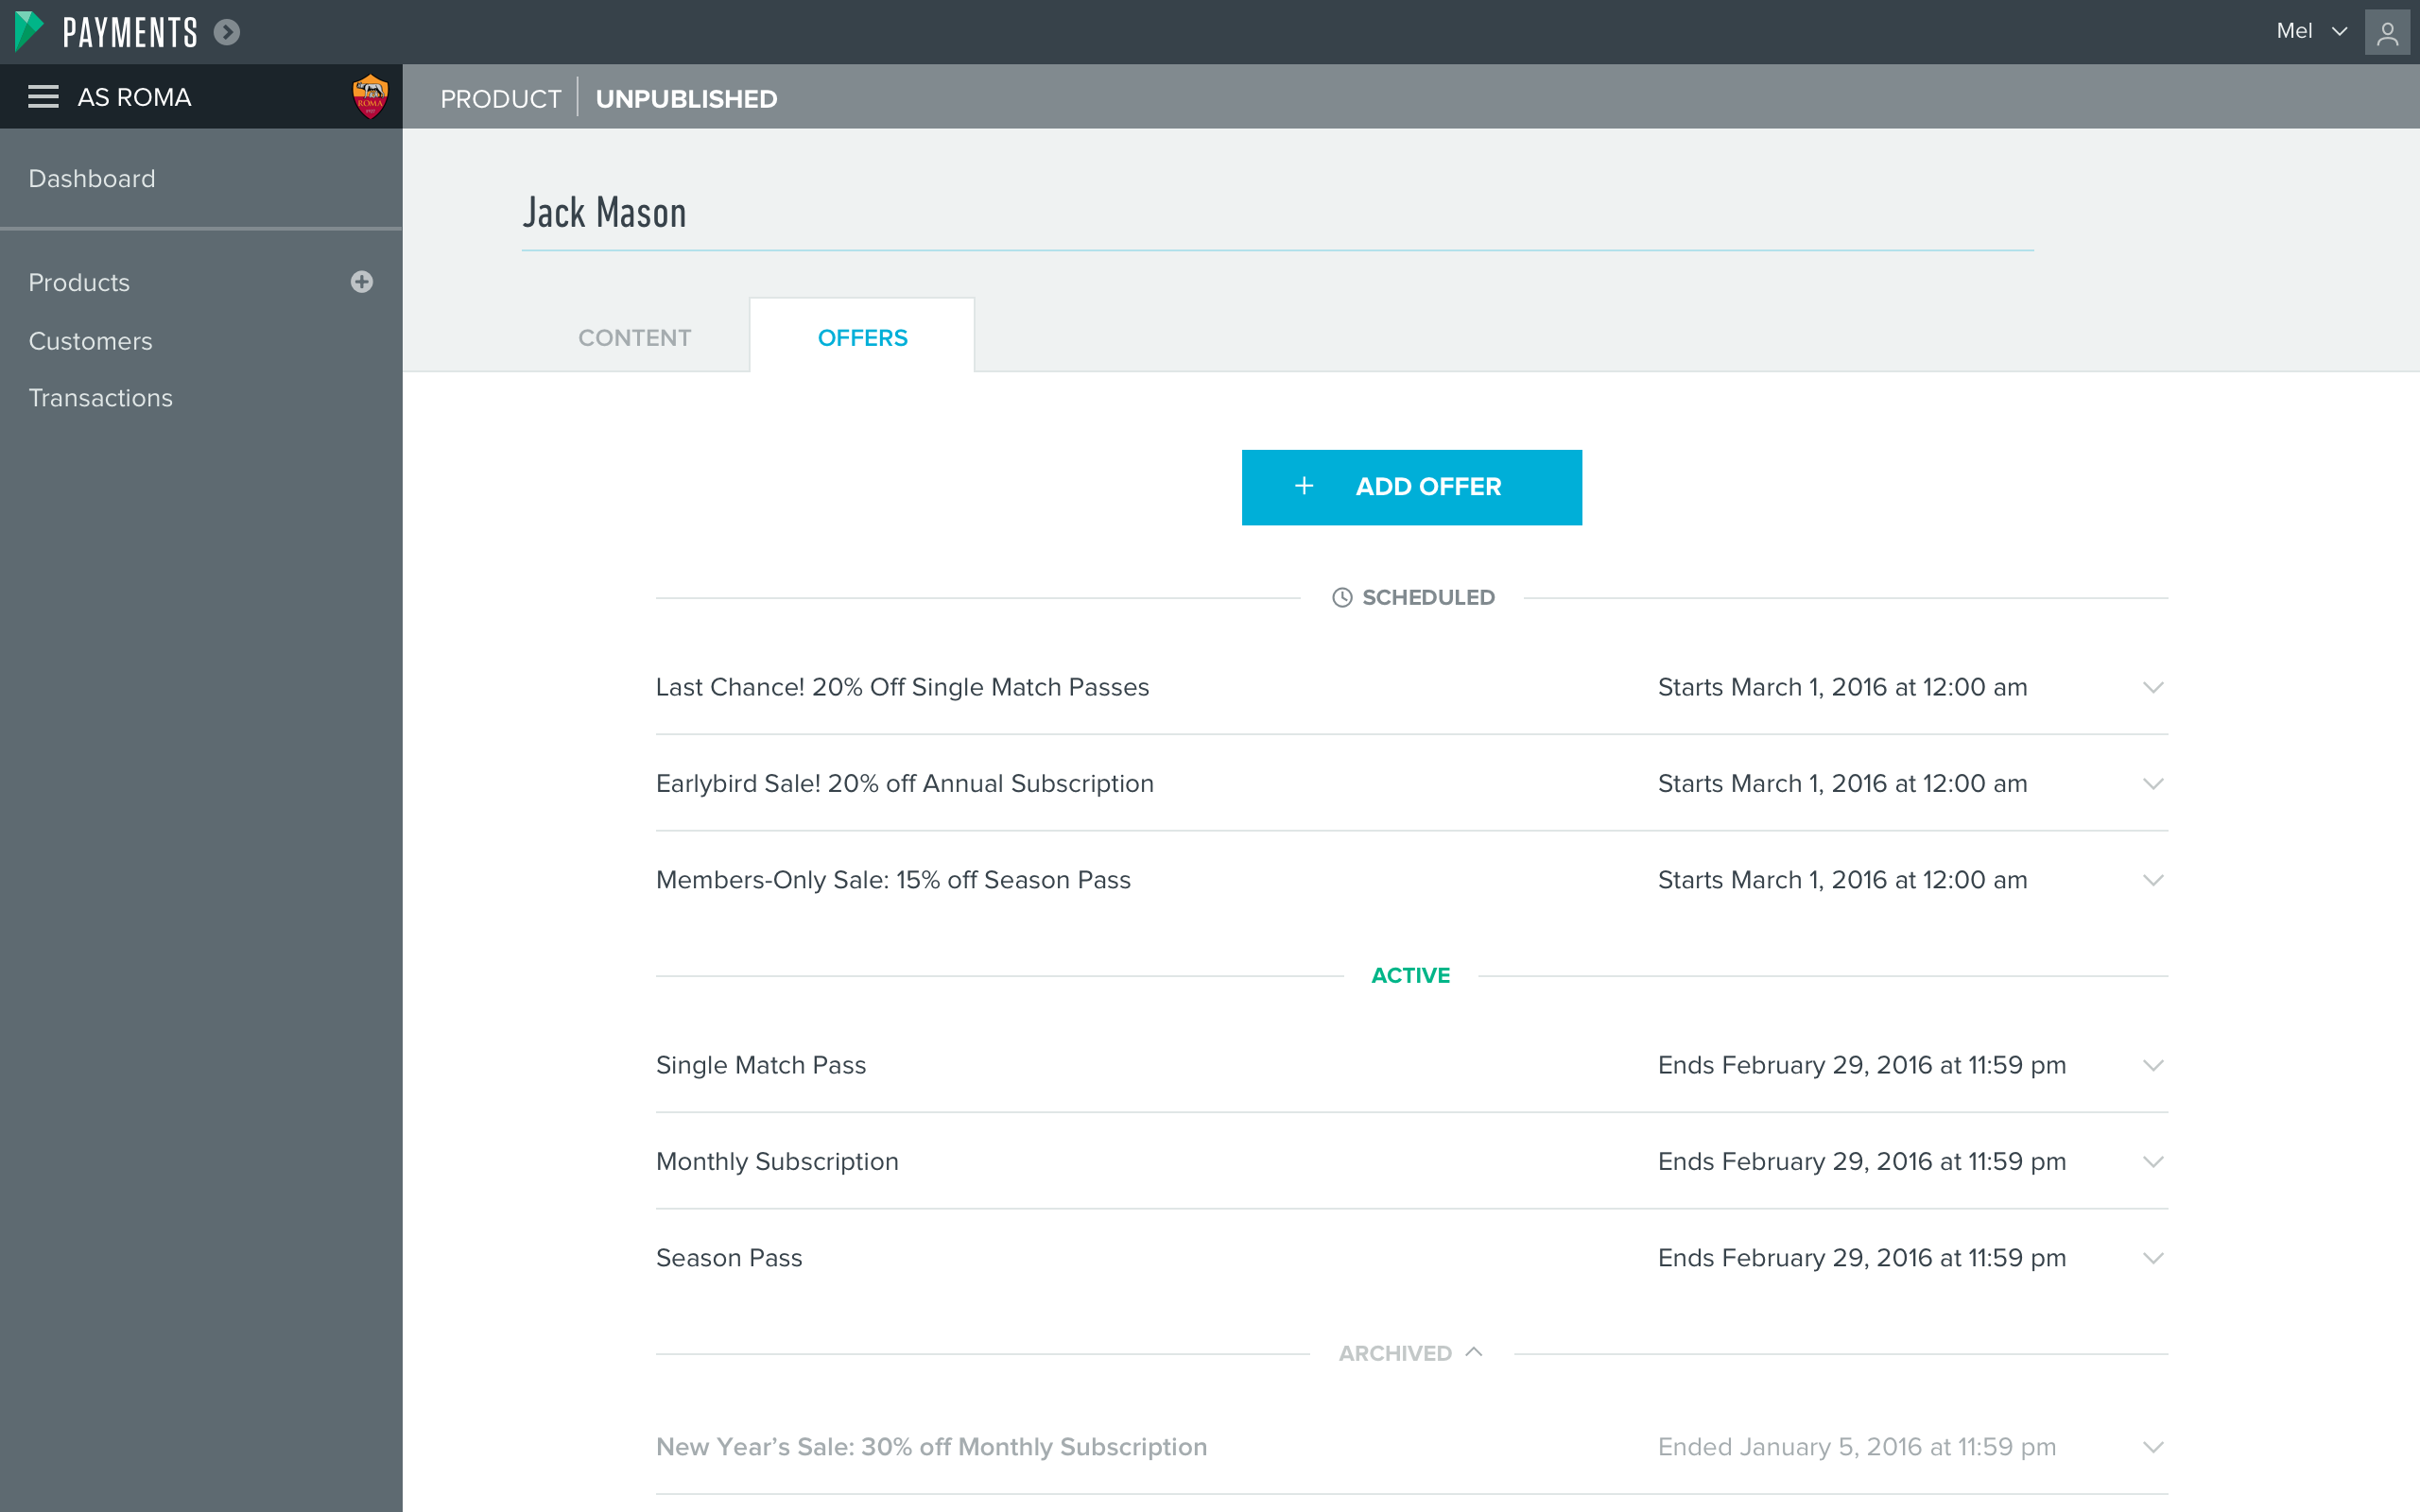 PAYMENTS
Mel
AS ROMA
ROMA
PRODUCT
UNPUBLISHED
Dashboard
Products
Customers
Transactions
Jack Mason
CONTENT
OFFERS
+ ADD OFFER
SCHEDULED
Last Chance! 20% Off Single Match Passes
Starts March 1, 2016 at 12:00 am
Earlybird Sale! 20% off Annual Subscription
Starts March 1, 2016 at 12:00 am
Members-Only Sale: 15% off Season Pass
Starts March 1, 2016 at 12:00 am
ACTIVE
Single Match Pass
Ends February 29, 2016 at 11:59 pm
Monthly Subscription
Ends February 29, 2016 at 11:59 pm
Season Pass
Ends February 29, 2016 at 11:59 pm
ARCHIVED
New Year’s Sale: 30% off Monthly Subscription
Ended January 5, 2016 at 11:59 pm